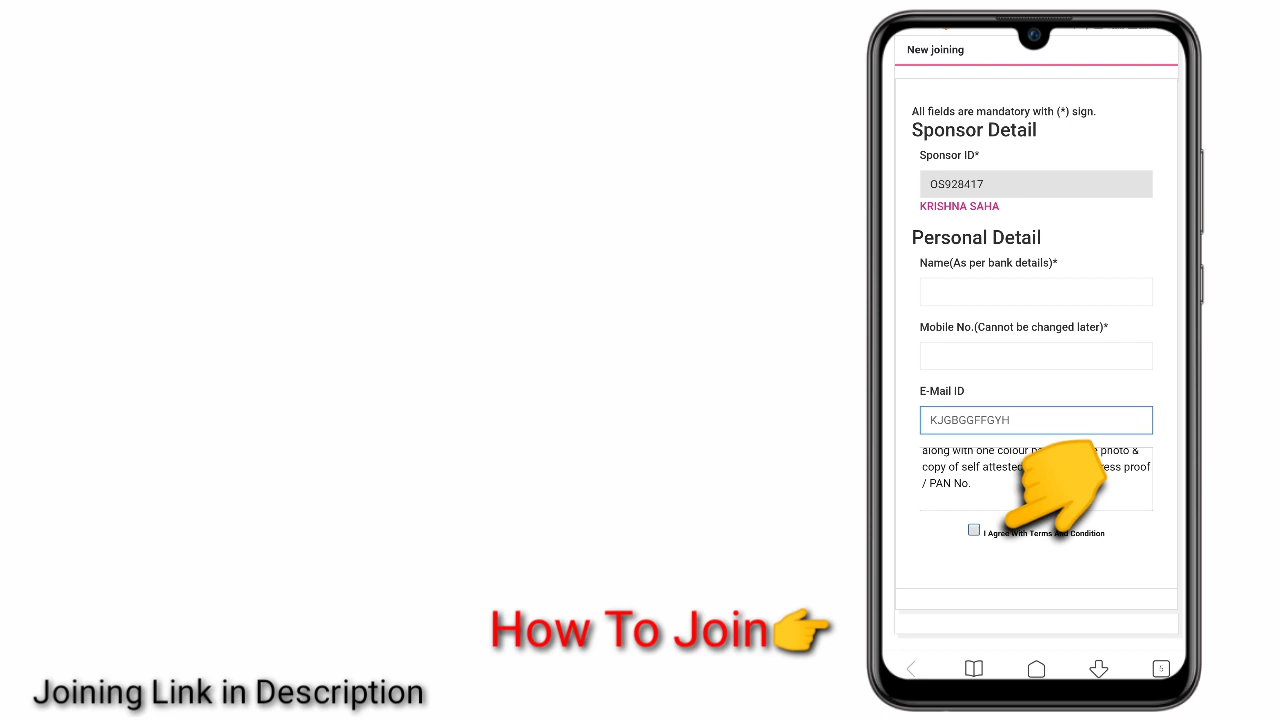 New joining
All fields are mandatory with (*) sign.
Sponsor Detail
Sponsor ID*
OS928417
KRISHNA SAHA
Personal Detail
Name(As per bank details)*
Mobile No.(Cannot be changed later)*
E-Mail ID
KJGBGGFFGYH
along with one colour photo &
copy of self attested proof
/ PAN No.
I Agree With Terms And Condition
5
How To Join👉
Joining Link in Description